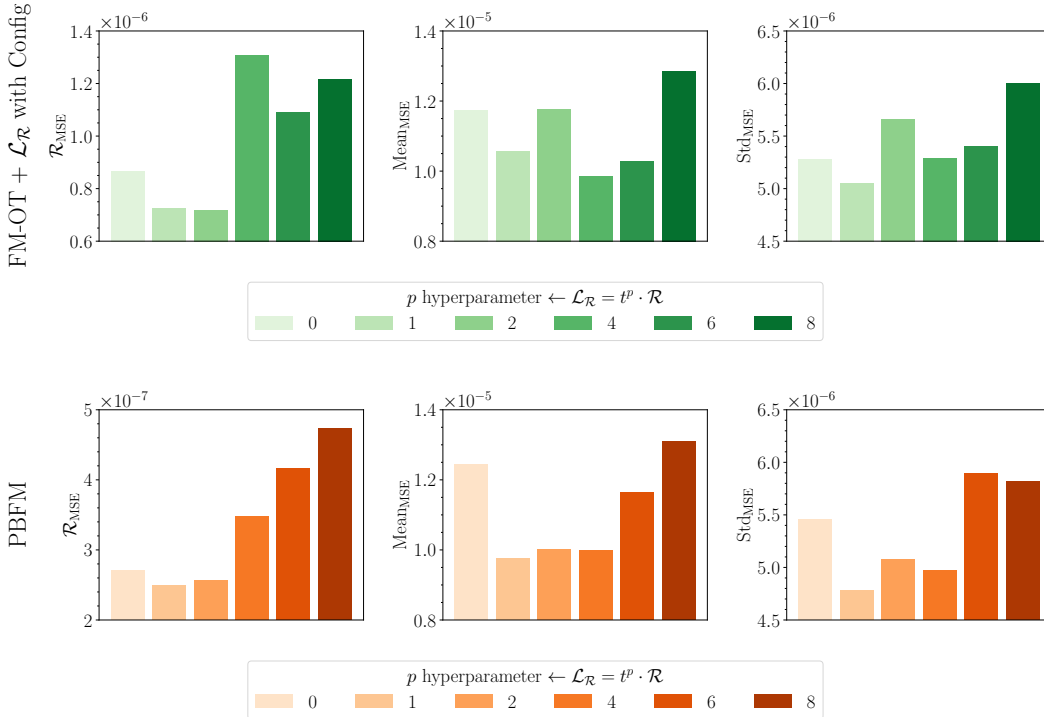 FM-OT + ℒ_ℛ with Config
×10⁻⁶
ℛ_MSE
1.4
1.2
1.0
0.8
0.6
×10⁻⁵
Mean_MSE
1.4
1.2
1.0
0.8
×10⁻⁶
Std_MSE
6.5
6.0
5.5
5.0
4.5
p hyperparameter ← ℒ_ℛ = t^p · ℛ
0 1 2 4 6 8
PBFM
×10⁻⁷
ℛ_MSE
5
4
3
2
×10⁻⁵
Mean_MSE
1.4
1.2
1.0
0.8
×10⁻⁶
Std_MSE
6.5
6.0
5.5
5.0
4.5
p hyperparameter ← ℒ_ℛ = t^p · ℛ
0 1 2 4 6 8